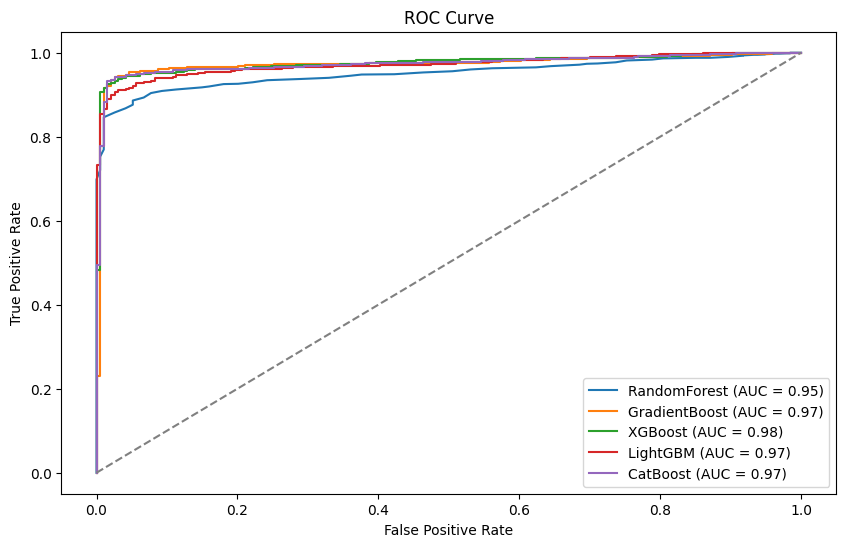 ROC Curve
True Positive Rate
1.0
0.8
0.6
0.4
0.2
0.0
RandomForest (AUC = 0.95)
GradientBoost (AUC = 0.97)
XGBoost (AUC = 0.98)
LightGBM (AUC = 0.97)
CatBoost (AUC = 0.97)
0.0 0.2 0.4 0.6 0.8 1.0
False Positive Rate